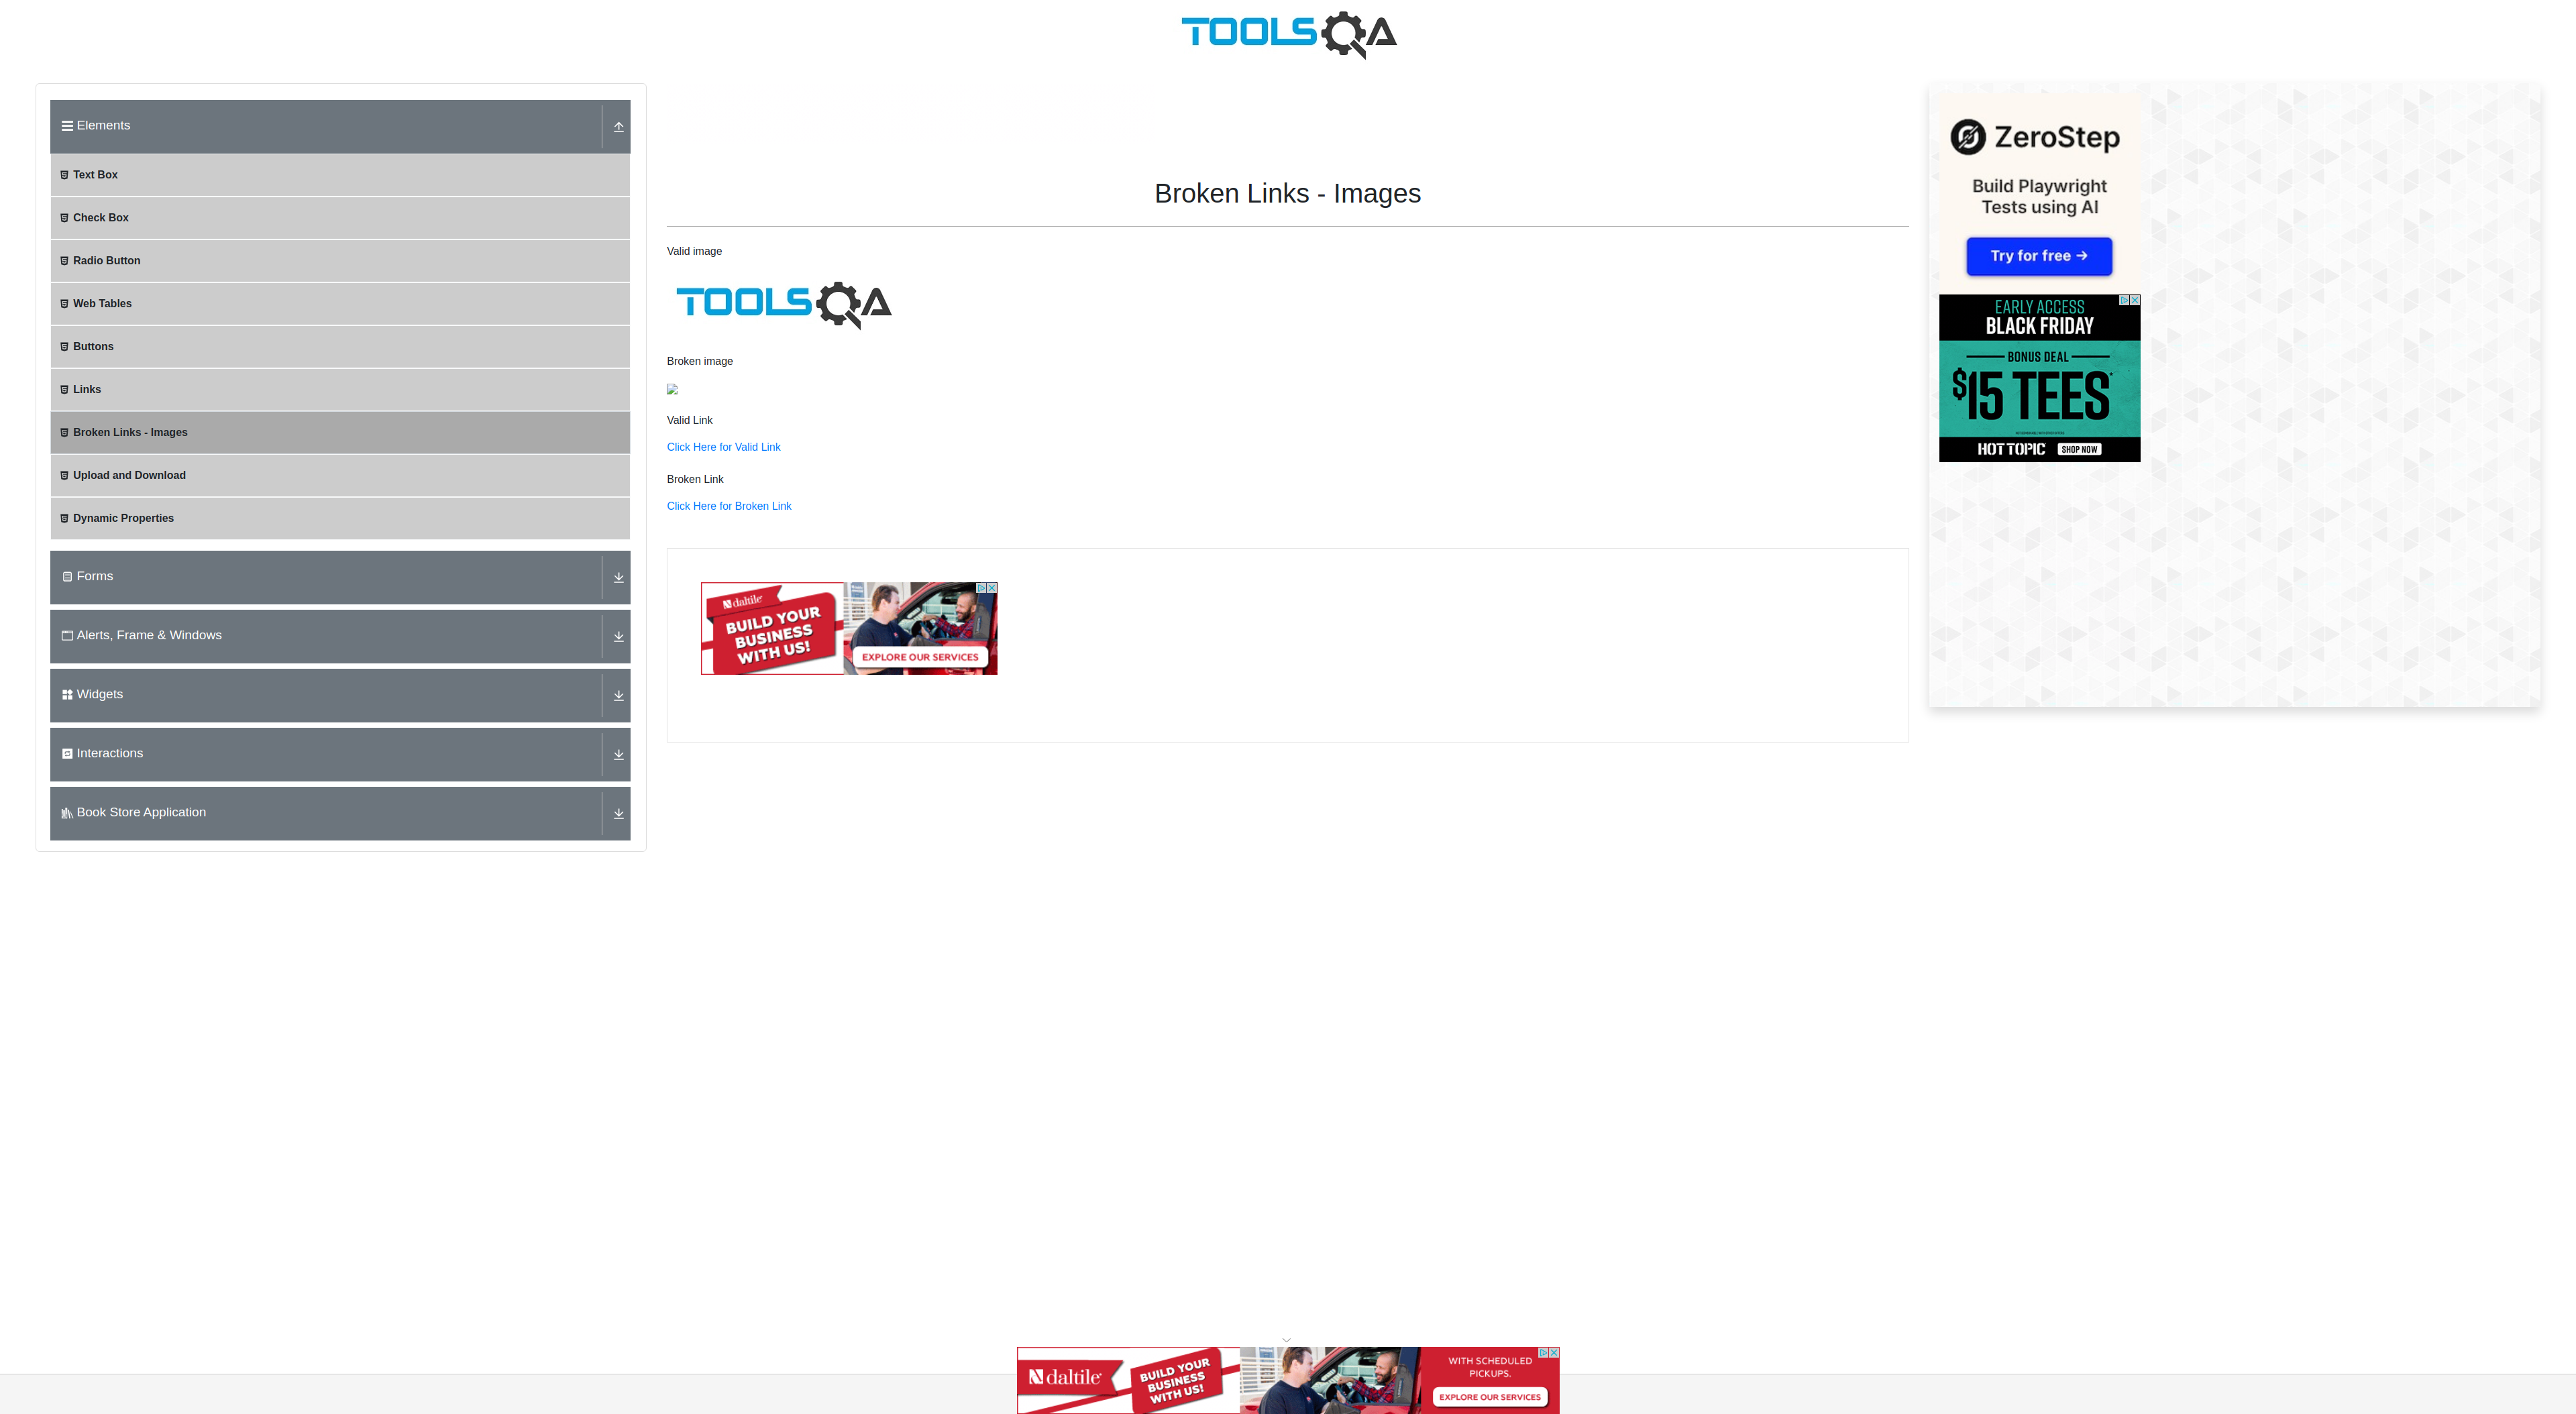 TOOLSQA
Elements
Text Box
Check Box
Radio Button
Web Tables
Buttons
Links
Broken Links - Images
Upload and Download
Dynamic Properties
Forms
Alerts, Frame & Windows
Widgets
Interactions
Book Store Application
Broken Links - Images
Valid image
TOOLSQA
Broken image
Valid Link
Click Here for Valid Link
Broken Link
Click Here for Broken Link
daltile
BUILD YOUR
BUSINESS
WITH US!
EXPLORE OUR SERVICES
ZeroStep
Build Playwright
Tests using AI
Try for free →
EARLY ACCESS
BLACK FRIDAY
BONUS DEAL
$15 TEES*
HOT TOPIC SHOP NOW
daltile
BUILD YOUR
BUSINESS
WITH US!
WITH SCHEDULED
PICKUPS.
EXPLORE OUR SERVICES